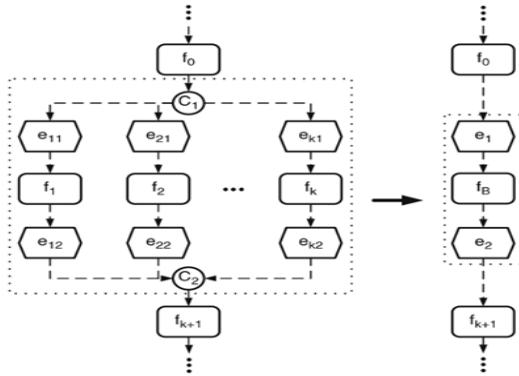 f0 f0
C1
e11 e21 ek1 e1
f1 f2 fk fB
e12 e22 ek2 e2
C2
fk+1 fk+1